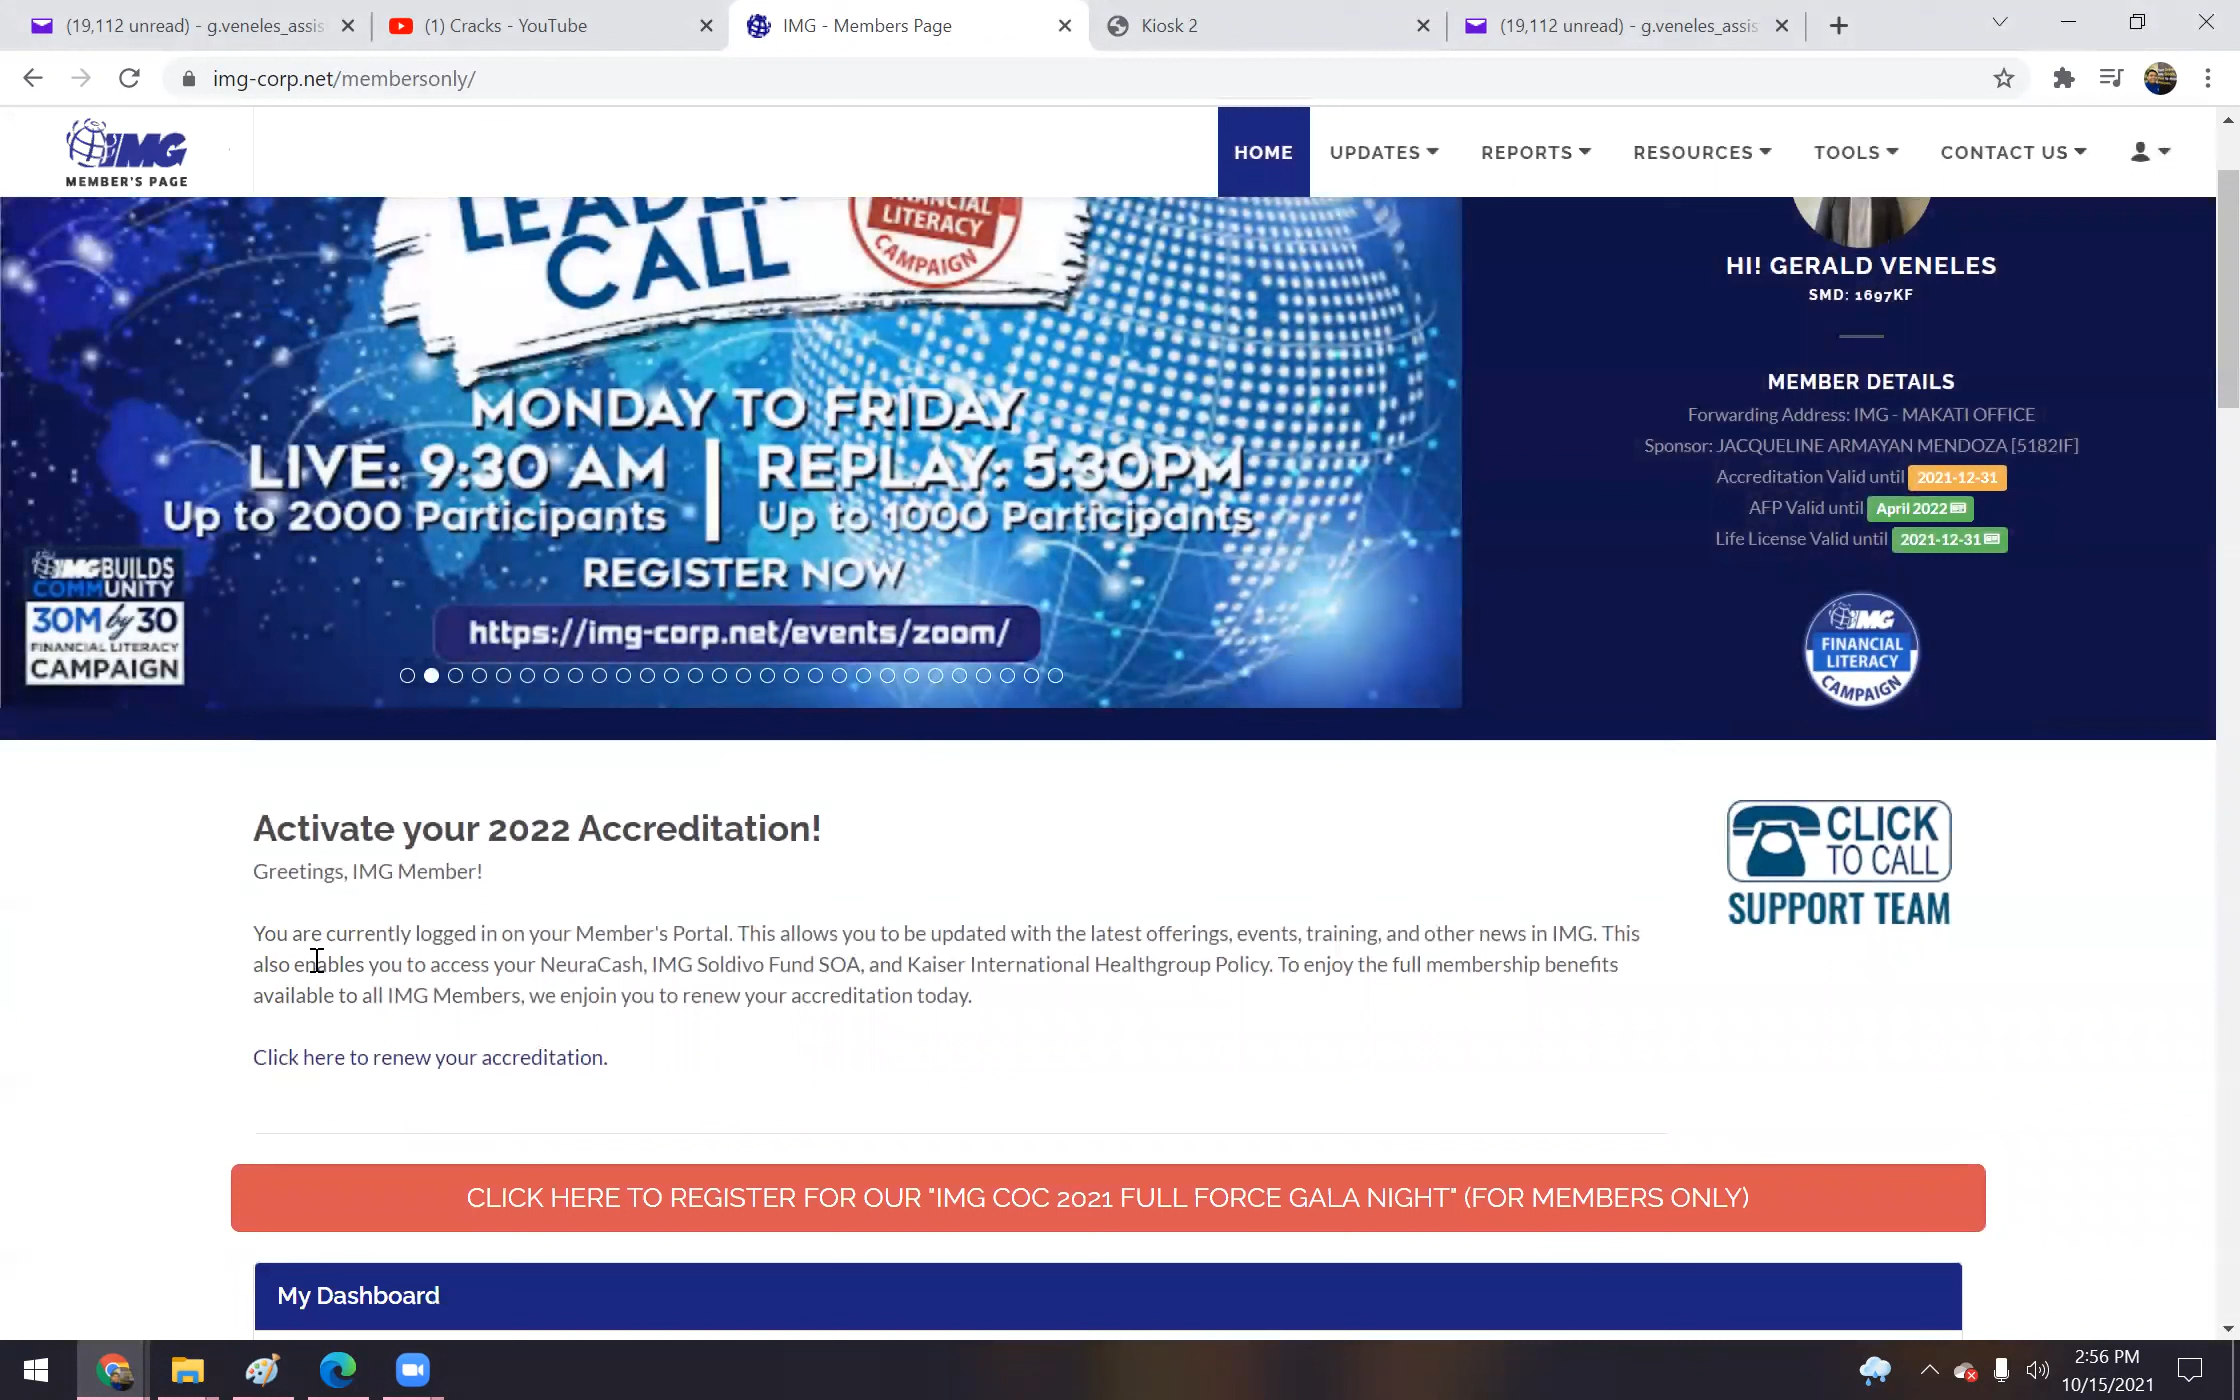 (19,112 unread) - g.veneles_assis
(1) Cracks - YouTube
IMG - Members Page
Kiosk 2
(19,112 unread) - g.veneles_assis
img-corp.net/membersonly/
IMG
MEMBER'S PAGE
HOME
UPDATES
REPORTS
RESOURCES
TOOLS
CONTACT US
LEADER
CALL
FINANCIAL
LITERACY
CAMPAIGN
MONDAY TO FRIDAY
LIVE: 9:30 AM
Up to 2000 Participants
REPLAY: 5:30PM
Up to 1000 Participants
REGISTER NOW
https://img-corp.net/events/zoom/
IMG BUILDS
COMMUNITY
30M by 30
FINANCIAL LITERACY
CAMPAIGN
HI! GERALD VENELES
SMD: 1697KF
MEMBER DETAILS
Forwarding Address: IMG - MAKATI OFFICE
Sponsor: JACQUELINE ARMAYAN MENDOZA [5182IF]
Accreditation Valid until 2021-12-31
AFP Valid until April 2022
Life License Valid until 2021-12-31
IMG
FINANCIAL
LITERACY
CAMPAIGN
Activate your 2022 Accreditation!
Greetings, IMG Member!
You are currently logged in on your Member's Portal. This allows you to be updated with the latest offerings, events, training, and other news in IMG. This
also enables you to access your NeuraCash, IMG Soldivo Fund SOA, and Kaiser International Healthgroup Policy. To enjoy the full membership benefits
available to all IMG Members, we enjoin you to renew your accreditation today.
Click here to renew your accreditation.
CLICK
TO CALL
SUPPORT TEAM
CLICK HERE TO REGISTER FOR OUR "IMG COC 2021 FULL FORCE GALA NIGHT" (FOR MEMBERS ONLY)
My Dashboard
2:56 PM
10/15/2021